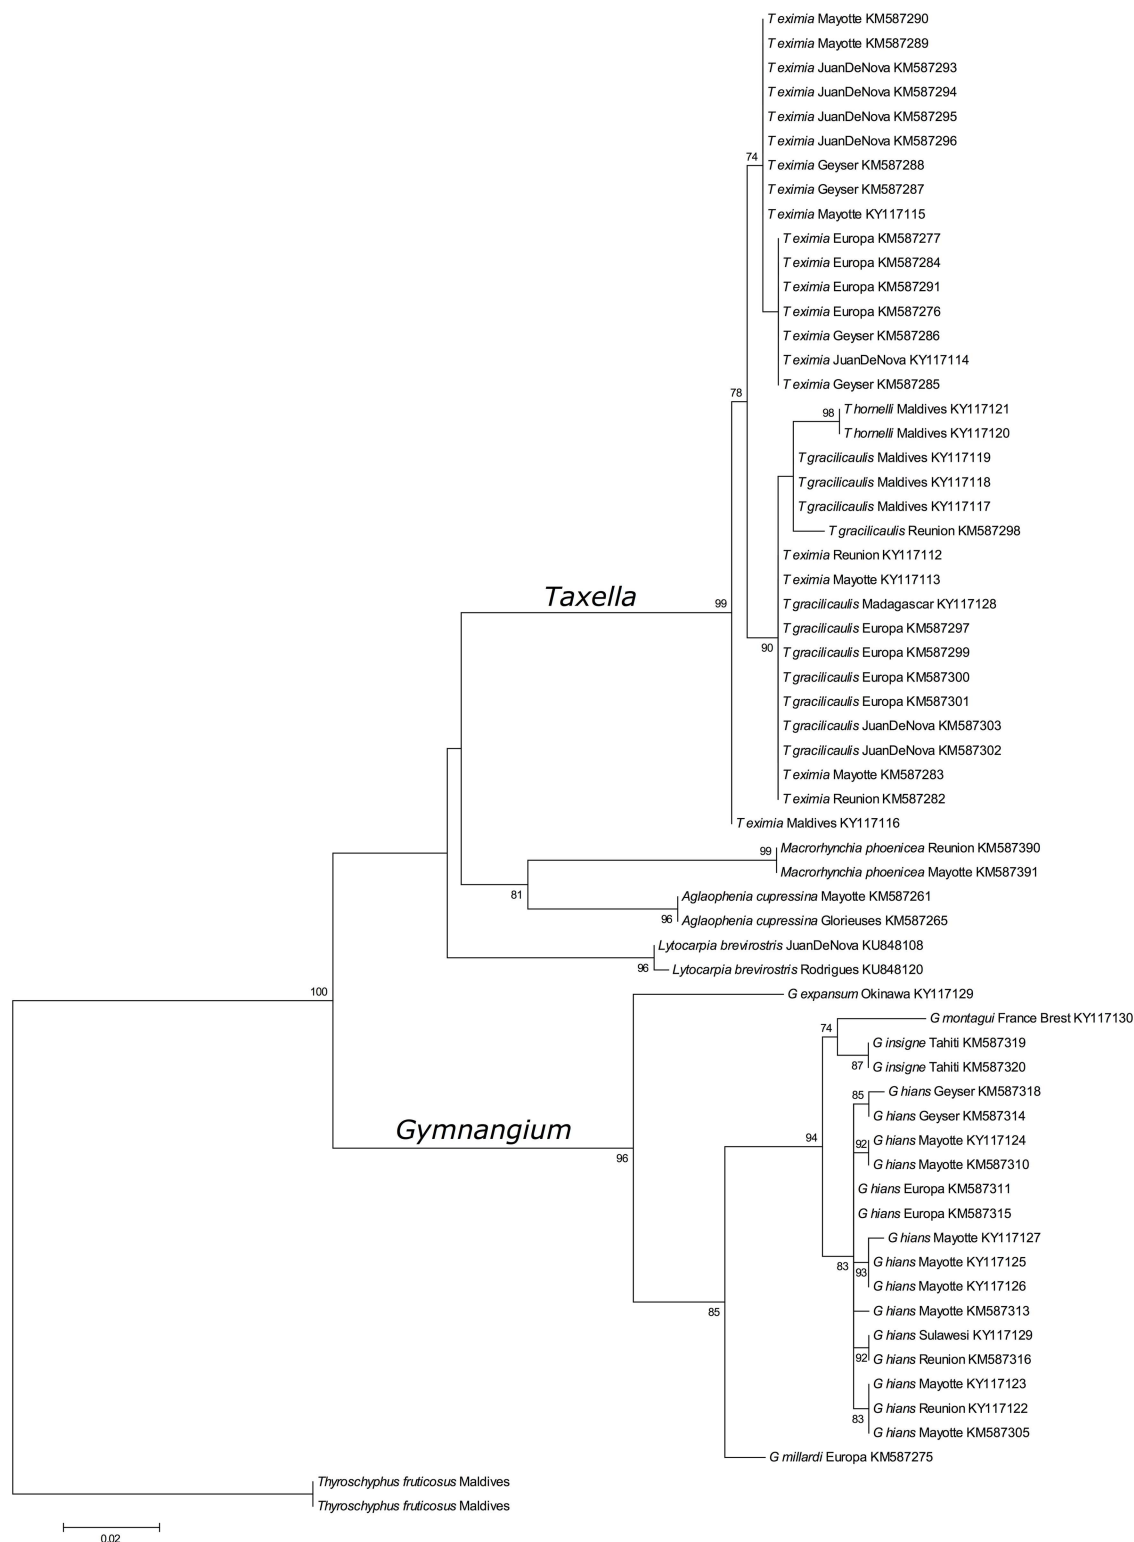 T eximia Mayotte KM587290
T eximia Mayotte KM587289
T eximia JuanDeNova KM587293
T eximia JuanDeNova KM587294
T eximia JuanDeNova KM587295
T eximia JuanDeNova KM587296
74
T eximia Geyser KM587288
T eximia Geyser KM587287
T eximia Mayotte KY117115
T eximia Europa KM587277
T eximia Europa KM587284
T eximia Europa KM587291
T eximia Europa KM587276
T eximia Geyser KM587286
T eximia JuanDeNova KY117114
T eximia Geyser KM587285
78
T hornelli Maldives KY117121
98
T hornelli Maldives KY117120
T gracilicaulis Maldives KY117119
T gracilicaulis Maldives KY117118
T gracilicaulis Maldives KY117117
T gracilicaulis Reunion KM587298
T eximia Reunion KY117112
T eximia Mayotte KY117113
Taxella
99
T gracilicaulis Madagascar KY117128
T gracilicaulis Europa KM587297
90
T gracilicaulis Europa KM587299
T gracilicaulis Europa KM587300
T gracilicaulis Europa KM587301
T gracilicaulis JuanDeNova KM587303
T gracilicaulis JuanDeNova KM587302
T eximia Mayotte KM587283
T eximia Reunion KM587282
T eximia Maldives KY117116
99
Macrorhynchia phoenicea Reunion KM587390
Macrorhynchia phoenicea Mayotte KM587391
81
Aglaophenia cupressina Mayotte KM587261
96
Aglaophenia cupressina Glorieuses KM587265
Lytocarpia brevirostris JuanDeNova KU848108
96
Lytocarpia brevirostris Rodrigues KU848120
100
G expansum Okinawa KY117129
G montagui France Brest KY117130
74
G insigne Tahiti KM587319
87
G insigne Tahiti KM587320
85
G hians Geyser KM587318
G hians Geyser KM587314
Gymnangium
94
92
G hians Mayotte KY117124
96
G hians Mayotte KM587310
G hians Europa KM587311
G hians Europa KM587315
G hians Mayotte KY117127
83
93
G hians Mayotte KY117125
G hians Mayotte KY117126
85
G hians Mayotte KM587313
G hians Sulawesi KY117129
92
G hians Reunion KM587316
G hians Mayotte KY117123
83
G hians Reunion KY117122
G hians Mayotte KM587305
G millardi Europa KM587275
Thyroschyphus fruticosus Maldives
Thyroschyphus fruticosus Maldives
0.02